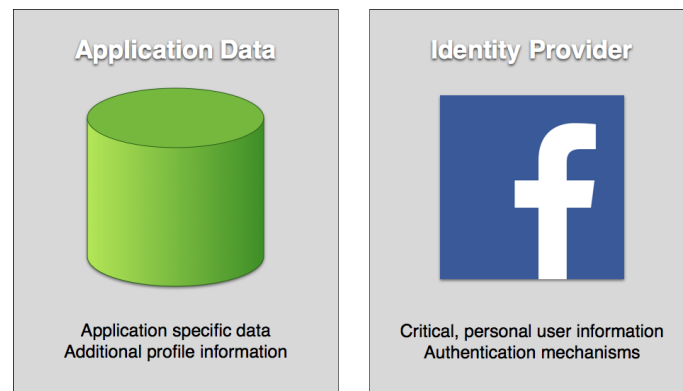 Application Data
Application specific data
Additional profile information
Identity Provider
f
Critical, personal user information
Authentication mechanisms